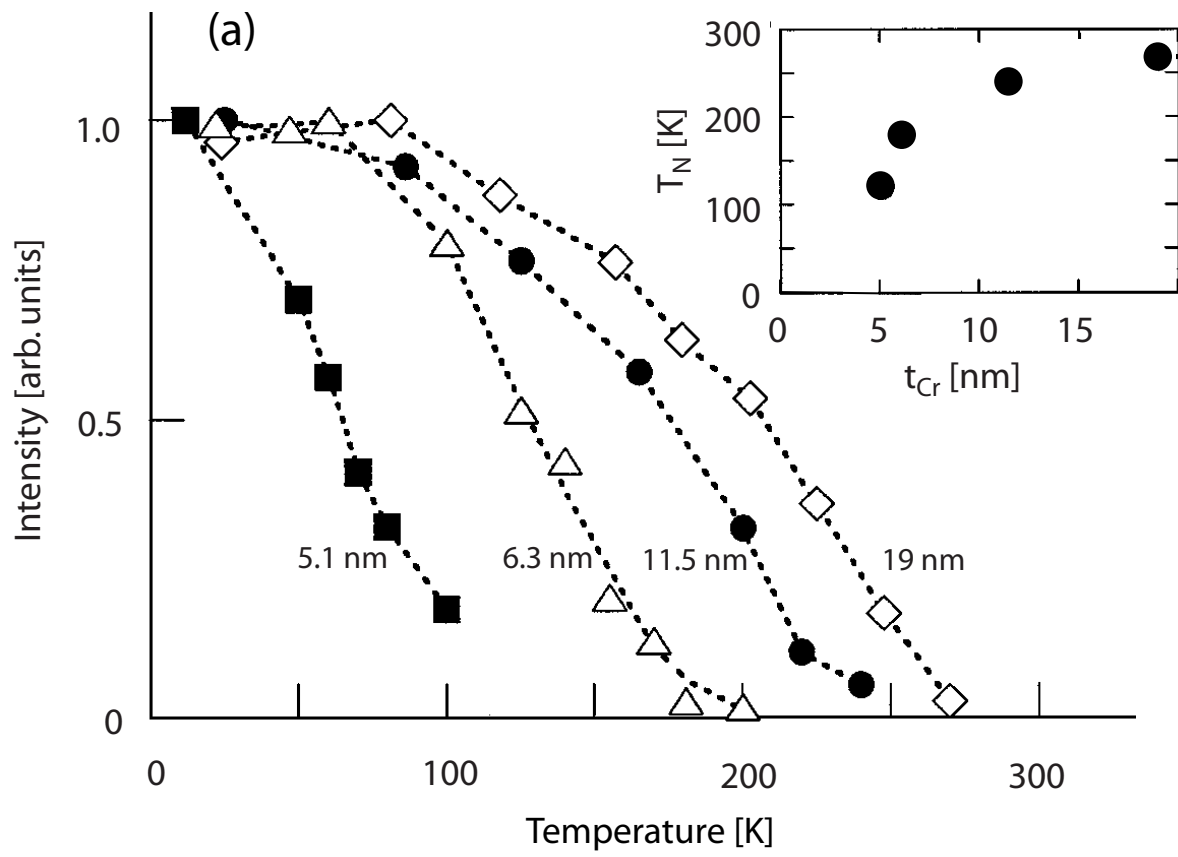 (a)
Intensity [arb. units]
1.0
0.5
0
5.1 nm
6.3 nm
11.5 nm
19 nm
0
100
200
300
Temperature [K]
T_N [K]
300
200
100
0
0
5
10
15
t_Cr [nm]